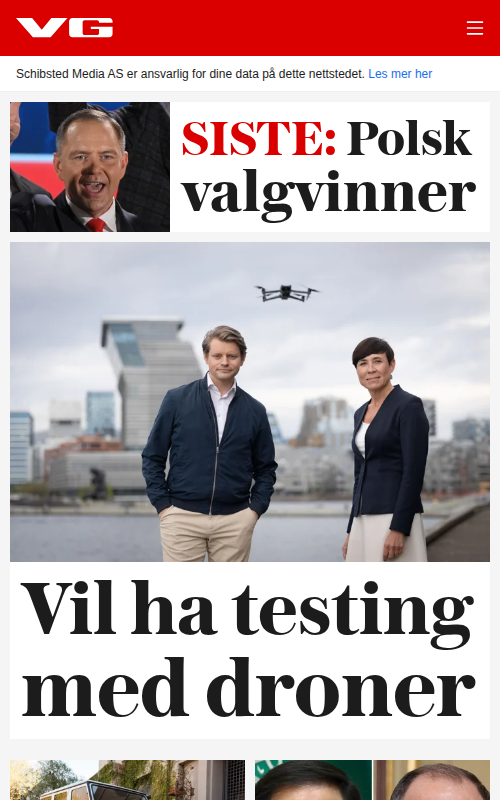 VG
Schibsted Media AS er ansvarlig for dine data på dette nettstedet. Les mer her
SISTE: Polsk
valgvinner
Vil ha testing
med droner